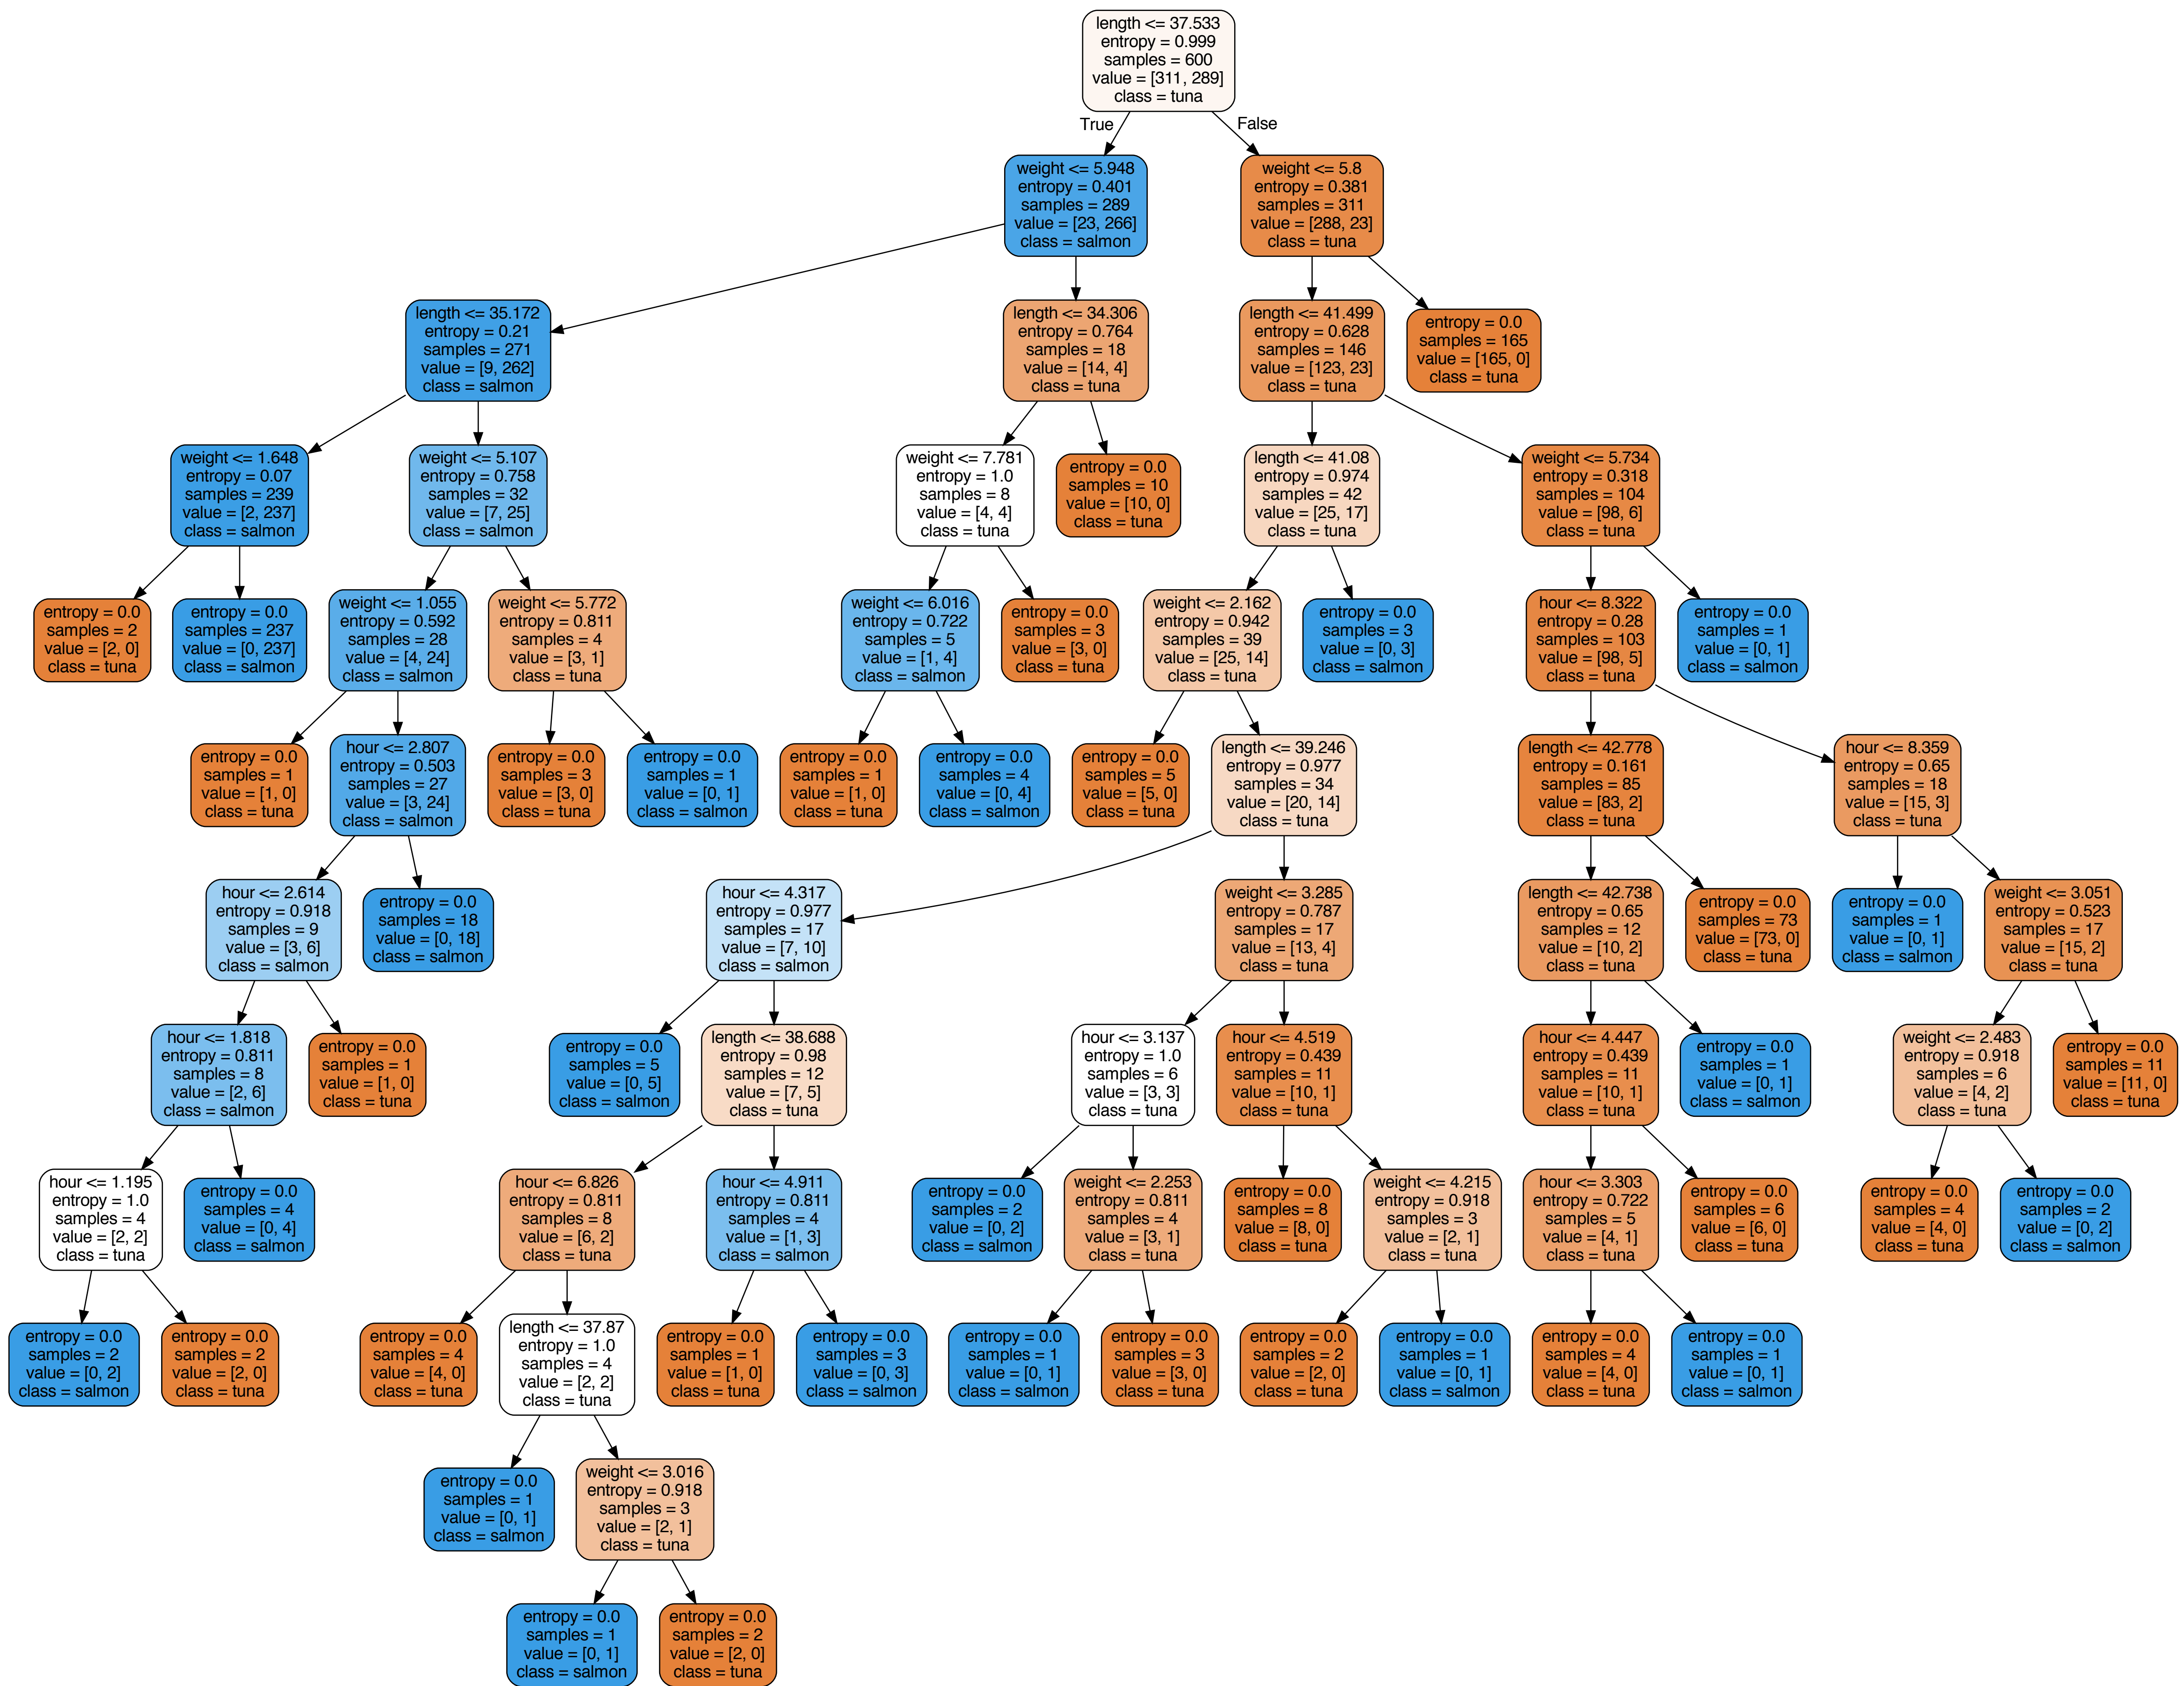 length <= 37.533
entropy = 0.999
samples = 600
value = [311, 289]
class = tuna
True
False
weight <= 5.948
entropy = 0.401
samples = 289
value = [23, 266]
class = salmon
weight <= 5.8
entropy = 0.381
samples = 311
value = [288, 23]
class = tuna
length <= 35.172
entropy = 0.21
samples = 271
value = [9, 262]
class = salmon
length <= 34.306
entropy = 0.764
samples = 18
value = [14, 4]
class = tuna
length <= 41.499
entropy = 0.628
samples = 146
value = [123, 23]
class = tuna
entropy = 0.0
samples = 165
value = [165, 0]
class = tuna
weight <= 1.648
entropy = 0.07
samples = 239
value = [2, 237]
class = salmon
weight <= 5.107
entropy = 0.758
samples = 32
value = [7, 25]
class = salmon
weight <= 7.781
entropy = 1.0
samples = 8
value = [4, 4]
class = tuna
entropy = 0.0
samples = 10
value = [10, 0]
class = tuna
length <= 41.08
entropy = 0.974
samples = 42
value = [25, 17]
class = tuna
weight <= 5.734
entropy = 0.318
samples = 104
value = [98, 6]
class = tuna
entropy = 0.0
samples = 2
value = [2, 0]
class = tuna
entropy = 0.0
samples = 237
value = [0, 237]
class = salmon
weight <= 1.055
entropy = 0.592
samples = 28
value = [4, 24]
class = salmon
weight <= 5.772
entropy = 0.811
samples = 4
value = [3, 1]
class = tuna
weight <= 6.016
entropy = 0.722
samples = 5
value = [1, 4]
class = salmon
entropy = 0.0
samples = 3
value = [3, 0]
class = tuna
weight <= 2.162
entropy = 0.942
samples = 39
value = [25, 14]
class = tuna
entropy = 0.0
samples = 3
value = [0, 3]
class = salmon
hour <= 8.322
entropy = 0.28
samples = 103
value = [98, 5]
class = tuna
entropy = 0.0
samples = 1
value = [0, 1]
class = salmon
entropy = 0.0
samples = 1
value = [1, 0]
class = tuna
hour <= 2.807
entropy = 0.503
samples = 27
value = [3, 24]
class = salmon
entropy = 0.0
samples = 3
value = [3, 0]
class = tuna
entropy = 0.0
samples = 1
value = [0, 1]
class = salmon
entropy = 0.0
samples = 1
value = [1, 0]
class = tuna
entropy = 0.0
samples = 4
value = [0, 4]
class = salmon
entropy = 0.0
samples = 5
value = [5, 0]
class = tuna
length <= 39.246
entropy = 0.977
samples = 34
value = [20, 14]
class = tuna
length <= 42.778
entropy = 0.161
samples = 85
value = [83, 2]
class = tuna
hour <= 8.359
entropy = 0.65
samples = 18
value = [15, 3]
class = tuna
hour <= 2.614
entropy = 0.918
samples = 9
value = [3, 6]
class = salmon
entropy = 0.0
samples = 18
value = [0, 18]
class = salmon
hour <= 4.317
entropy = 0.977
samples = 17
value = [7, 10]
class = salmon
weight <= 3.285
entropy = 0.787
samples = 17
value = [13, 4]
class = tuna
length <= 42.738
entropy = 0.65
samples = 12
value = [10, 2]
class = tuna
entropy = 0.0
samples = 73
value = [73, 0]
class = tuna
entropy = 0.0
samples = 1
value = [0, 1]
class = salmon
weight <= 3.051
entropy = 0.523
samples = 17
value = [15, 2]
class = tuna
hour <= 1.818
entropy = 0.811
samples = 8
value = [2, 6]
class = salmon
entropy = 0.0
samples = 1
value = [1, 0]
class = tuna
entropy = 0.0
samples = 5
value = [0, 5]
class = salmon
length <= 38.688
entropy = 0.98
samples = 12
value = [7, 5]
class = tuna
hour <= 3.137
entropy = 1.0
samples = 6
value = [3, 3]
class = tuna
hour <= 4.519
entropy = 0.439
samples = 11
value = [10, 1]
class = tuna
hour <= 4.447
entropy = 0.439
samples = 11
value = [10, 1]
class = tuna
entropy = 0.0
samples = 1
value = [0, 1]
class = salmon
weight <= 2.483
entropy = 0.918
samples = 6
value = [4, 2]
class = tuna
entropy = 0.0
samples = 11
value = [11, 0]
class = tuna
hour <= 1.195
entropy = 1.0
samples = 4
value = [2, 2]
class = tuna
entropy = 0.0
samples = 4
value = [0, 4]
class = salmon
hour <= 6.826
entropy = 0.811
samples = 8
value = [6, 2]
class = tuna
hour <= 4.911
entropy = 0.811
samples = 4
value = [1, 3]
class = salmon
entropy = 0.0
samples = 2
value = [0, 2]
class = salmon
weight <= 2.253
entropy = 0.811
samples = 4
value = [3, 1]
class = tuna
entropy = 0.0
samples = 8
value = [8, 0]
class = tuna
weight <= 4.215
entropy = 0.918
samples = 3
value = [2, 1]
class = tuna
hour <= 3.303
entropy = 0.722
samples = 5
value = [4, 1]
class = tuna
entropy = 0.0
samples = 6
value = [6, 0]
class = tuna
entropy = 0.0
samples = 4
value = [4, 0]
class = tuna
entropy = 0.0
samples = 2
value = [0, 2]
class = salmon
entropy = 0.0
samples = 2
value = [0, 2]
class = salmon
entropy = 0.0
samples = 2
value = [2, 0]
class = tuna
entropy = 0.0
samples = 4
value = [4, 0]
class = tuna
length <= 37.87
entropy = 1.0
samples = 4
value = [2, 2]
class = tuna
entropy = 0.0
samples = 1
value = [1, 0]
class = tuna
entropy = 0.0
samples = 3
value = [0, 3]
class = salmon
entropy = 0.0
samples = 1
value = [0, 1]
class = salmon
entropy = 0.0
samples = 3
value = [3, 0]
class = tuna
entropy = 0.0
samples = 2
value = [2, 0]
class = tuna
entropy = 0.0
samples = 1
value = [0, 1]
class = salmon
entropy = 0.0
samples = 4
value = [4, 0]
class = tuna
entropy = 0.0
samples = 1
value = [0, 1]
class = salmon
entropy = 0.0
samples = 1
value = [0, 1]
class = salmon
weight <= 3.016
entropy = 0.918
samples = 3
value = [2, 1]
class = tuna
entropy = 0.0
samples = 1
value = [0, 1]
class = salmon
entropy = 0.0
samples = 2
value = [2, 0]
class = tuna